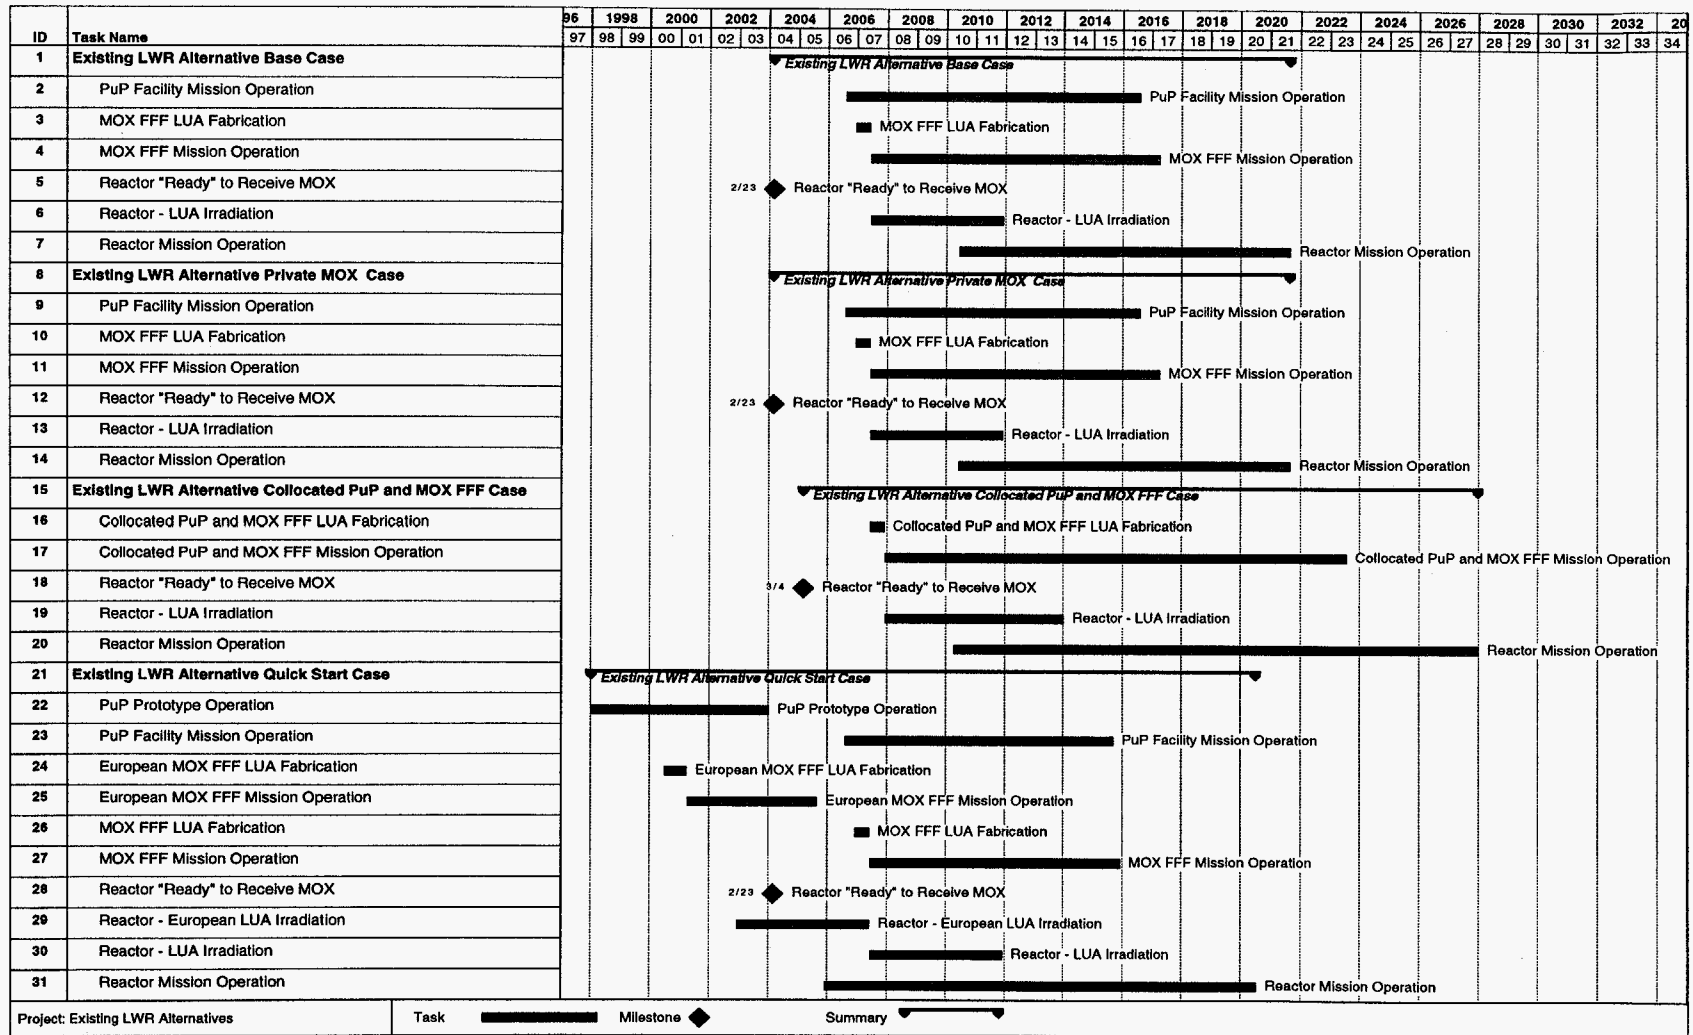 96 1998 2000 2002 2004 2006 2008 2010 2012 2014 2016 2018 2020 2022 2024 2026 2028 2030 2032 20
ID Task Name 97 98 99 00 01 02 03 04 05 06 07 08 09 10 11 12 13 14 15 16 17 18 19 20 21 22 23 24 25 26 27 28 29 30 31 32 33 34
1 Existing LWR Alternative Base Case Existing LWR Alternative Base Case
2 PuP Facility Mission Operation PuP Facility Mission Operation
3 MOX FFF LUA Fabrication MOX FFF LUA Fabrication
4 MOX FFF Mission Operation MOX FFF Mission Operation
5 Reactor "Ready" to Receive MOX 2/23 Reactor "Ready" to Receive MOX
6 Reactor - LUA Irradiation Reactor - LUA Irradiation
7 Reactor Mission Operation Reactor Mission Operation
8 Existing LWR Alternative Private MOX Case Existing LWR Alternative Private MOX Case
9 PuP Facility Mission Operation PuP Facility Mission Operation
10 MOX FFF LUA Fabrication MOX FFF LUA Fabrication
11 MOX FFF Mission Operation MOX FFF Mission Operation
12 Reactor "Ready" to Receive MOX 2/23 Reactor "Ready" to Receive MOX
13 Reactor - LUA Irradiation Reactor - LUA Irradiation
14 Reactor Mission Operation Reactor Mission Operation
15 Existing LWR Alternative Collocated PuP and MOX FFF Case Existing LWR Alternative Collocated PuP and MOX FFF Case
16 Collocated PuP and MOX FFF LUA Fabrication Collocated PuP and MOX FFF LUA Fabrication
17 Collocated PuP and MOX FFF Mission Operation Collocated PuP and MOX FFF Mission Operation
18 Reactor "Ready" to Receive MOX 3/4 Reactor "Ready" to Receive MOX
19 Reactor - LUA Irradiation Reactor - LUA Irradiation
20 Reactor Mission Operation Reactor Mission Operation
21 Existing LWR Alternative Quick Start Case Existing LWR Alternative Quick Start Case
22 PuP Prototype Operation PuP Prototype Operation
23 PuP Facility Mission Operation PuP Facility Mission Operation
24 European MOX FFF LUA Fabrication European MOX FFF LUA Fabrication
25 European MOX FFF Mission Operation European MOX FFF Mission Operation
26 MOX FFF LUA Fabrication MOX FFF LUA Fabrication
27 MOX FFF Mission Operation MOX FFF Mission Operation
28 Reactor "Ready" to Receive MOX 2/23 Reactor "Ready" to Receive MOX
29 Reactor - European LUA Irradiation Reactor - European LUA Irradiation
30 Reactor - LUA Irradiation Reactor - LUA Irradiation
31 Reactor Mission Operation Reactor Mission Operation
Project: Existing LWR Alternatives Task Milestone Summary